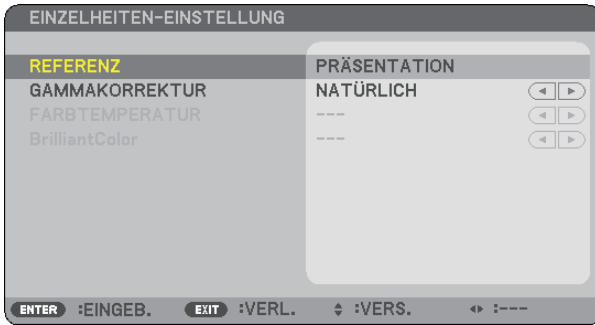 EINZELHEITEN-EINSTELLUNG
REFERENZ PRÄSENTATION
GAMMAKORREKTUR NATÜRLICH
FARBTEMPERATUR ---
BrilliantColor ---
ENTER :EINGEB. EXIT :VERL. :VERS. :---